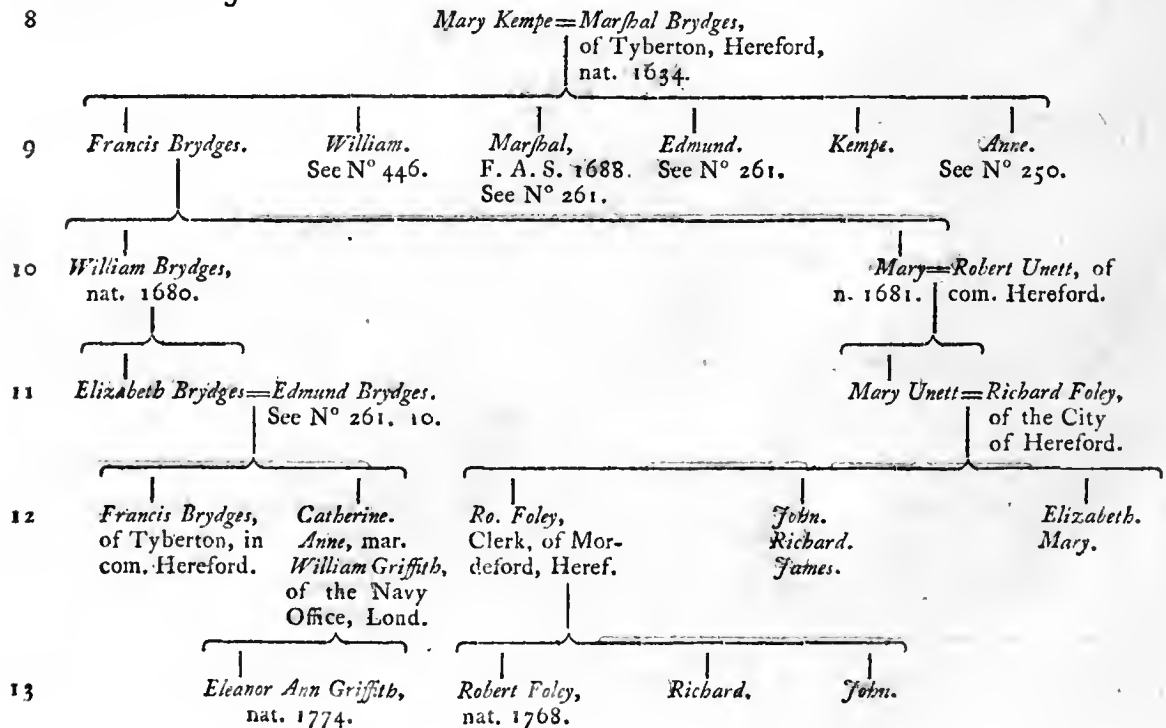 8 Mary Kempe=Marſhal Brydges,
of Tyberton, Hereford,
nat. 1634.
9 Francis Brydges. William. Marſhal, Edmund. Kempe. Anne.
See N° 446. F. A. S. 1688. See N° 261. See N° 250.
See N° 261.
10 William Brydges, Mary=Robert Unett, of
nat. 1680. n. 1681. com. Hereford.
11 Elizabeth Brydges=Edmund Brydges. Mary Unett=Richard Foley,
See N° 261. 10. of the City
of Hereford.
12 Francis Brydges, Catherine. Ro. Foley, John. Elizabeth.
of Tyberton, in Anne, mar. Clerk, of Mor- Richard. Mary.
com. Hereford. William Griffith, deford, Heref. James.
of the Navy
Office, Lond.
13 Eleanor Ann Griffith, Robert Foley, Richard. John.
nat. 1774. nat. 1768.